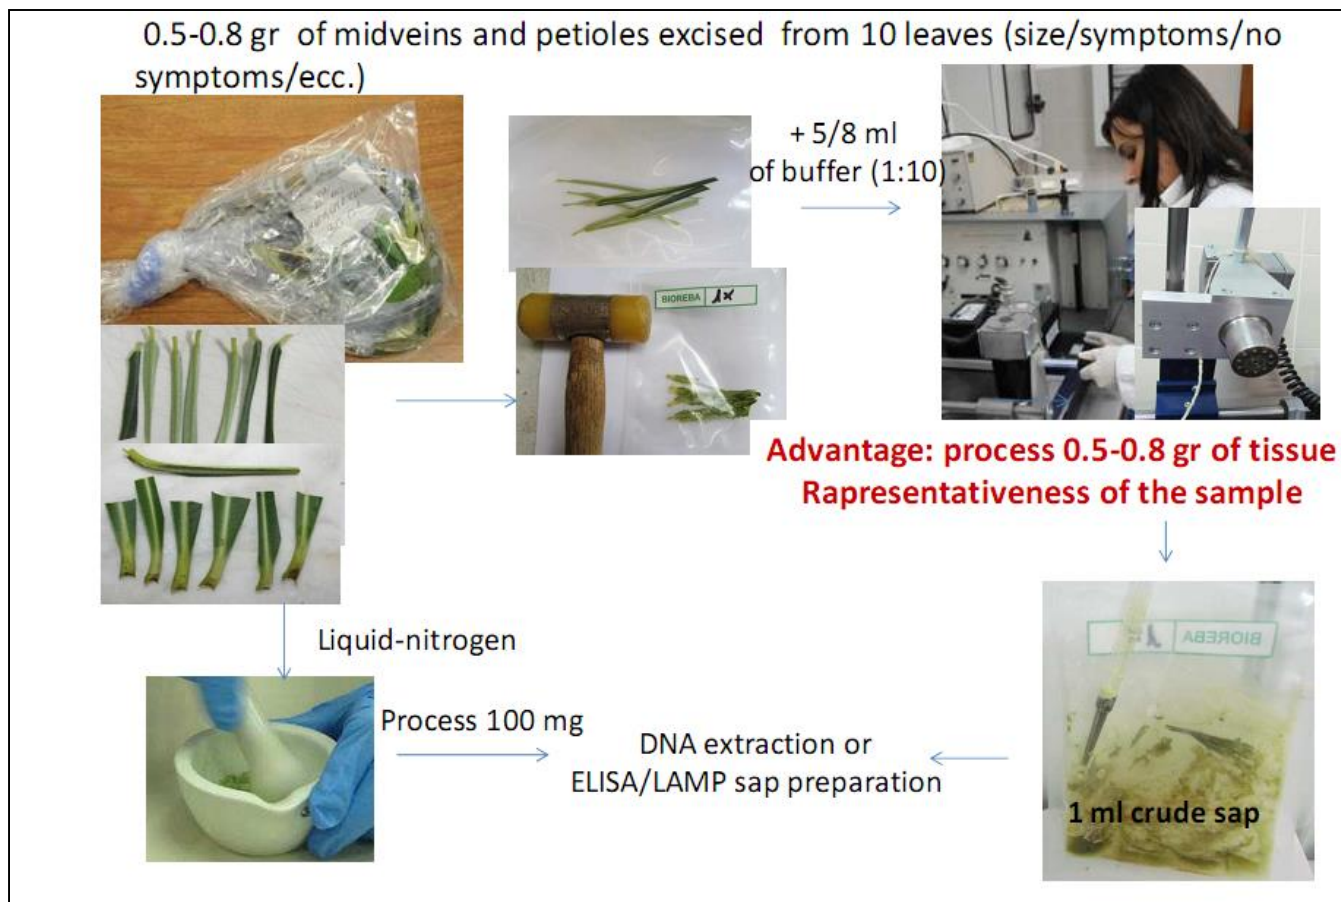 0.5-0.8 gr of midveins and petioles excised from 10 leaves (size/symptoms/no
symptoms/ecc.)
+ 5/8 ml
of buffer (1:10)
BIOREBA
Advantage: process 0.5-0.8 gr of tissue
Rapresentativeness of the sample
Liquid-nitrogen
BIOREBA
Process 100 mg
DNA extraction or
ELISA/LAMP sap preparation
1 ml crude sap